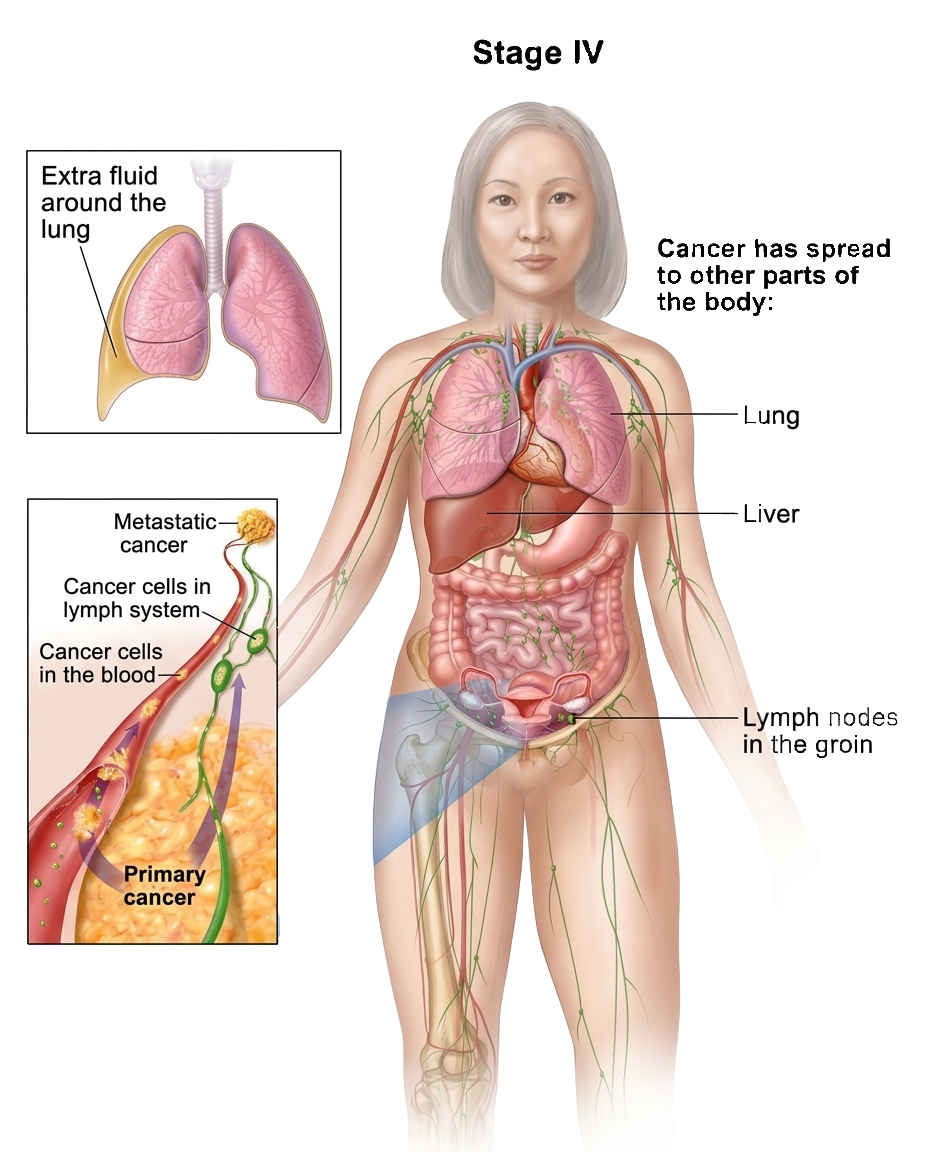 Stage IV
Extra fluid
around the
lung
Cancer has spread
to other parts of
the body:
Lung
Liver
Lymph nodes
in the groin
Metastatic
cancer
Cancer cells in
lymph system
Cancer cells
in the blood
Primary
cancer